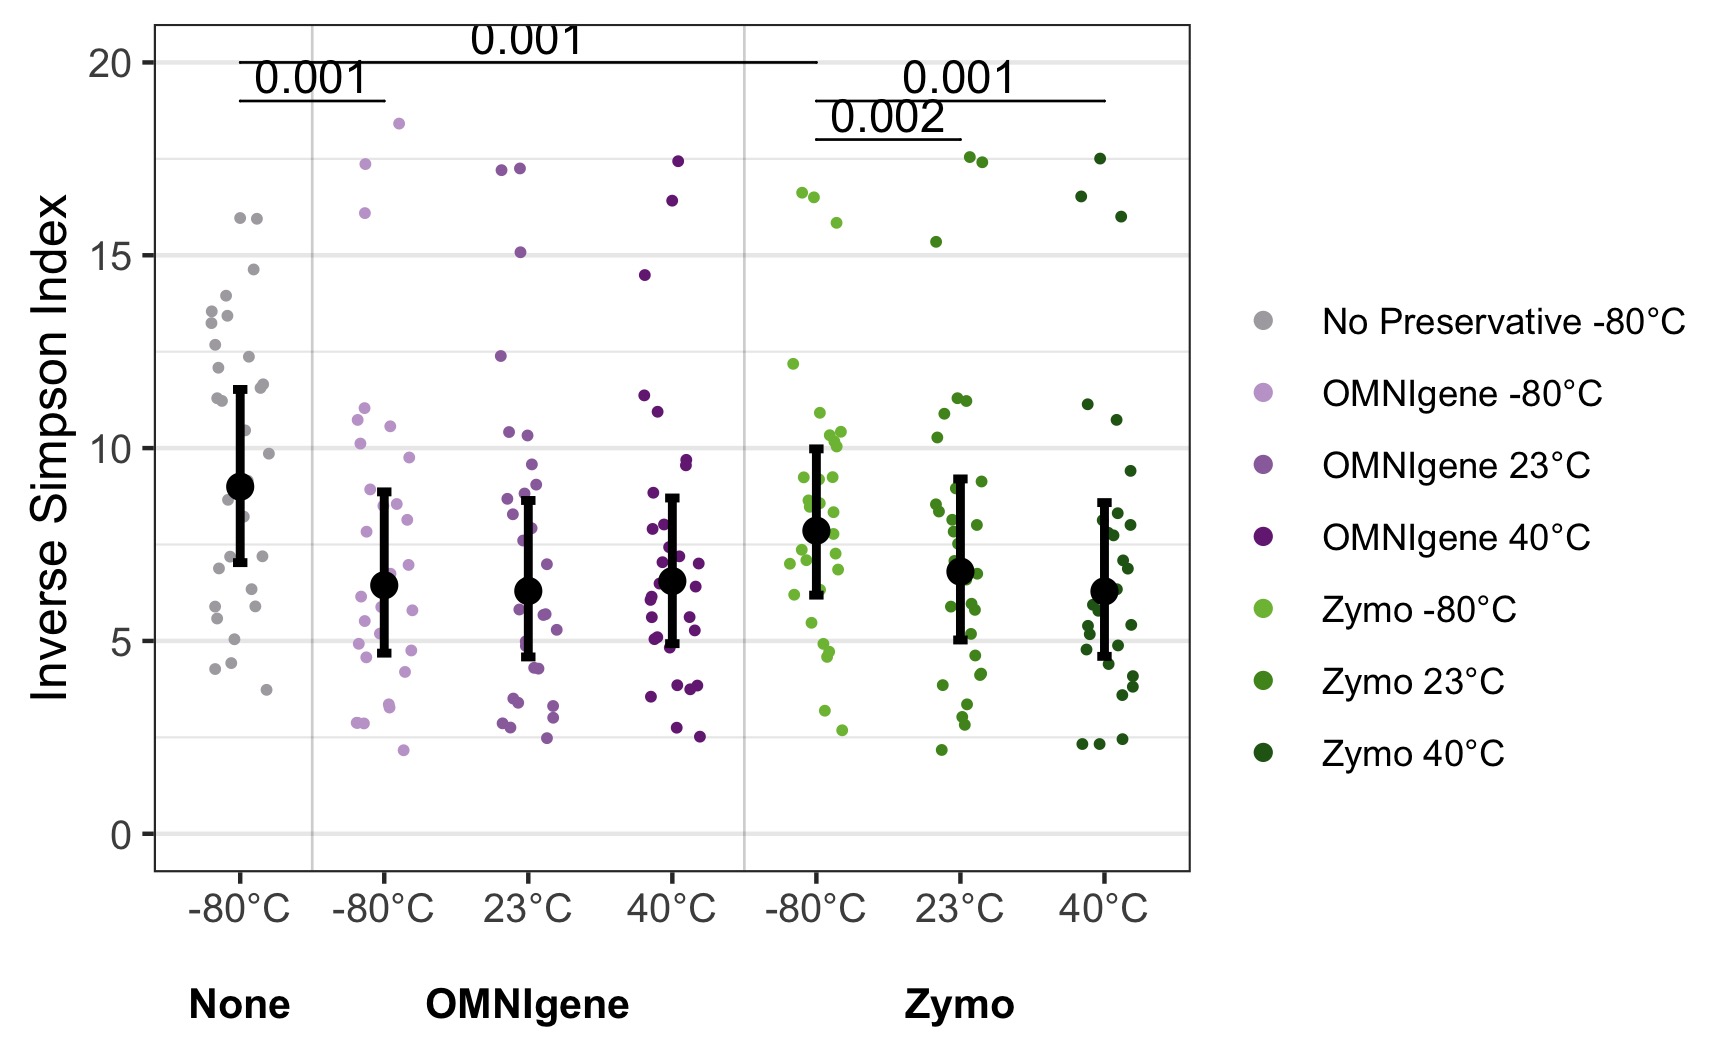 0.001
20
0.001
0.001
0.002
15
10
5
0
Inverse Simpson Index
No Preservative -80°C
OMNIgene -80°C
OMNIgene 23°C
OMNIgene 40°C
Zymo -80°C
Zymo 23°C
Zymo 40°C
-80°C -80°C 23°C 40°C -80°C 23°C 40°C
None OMNIgene Zymo